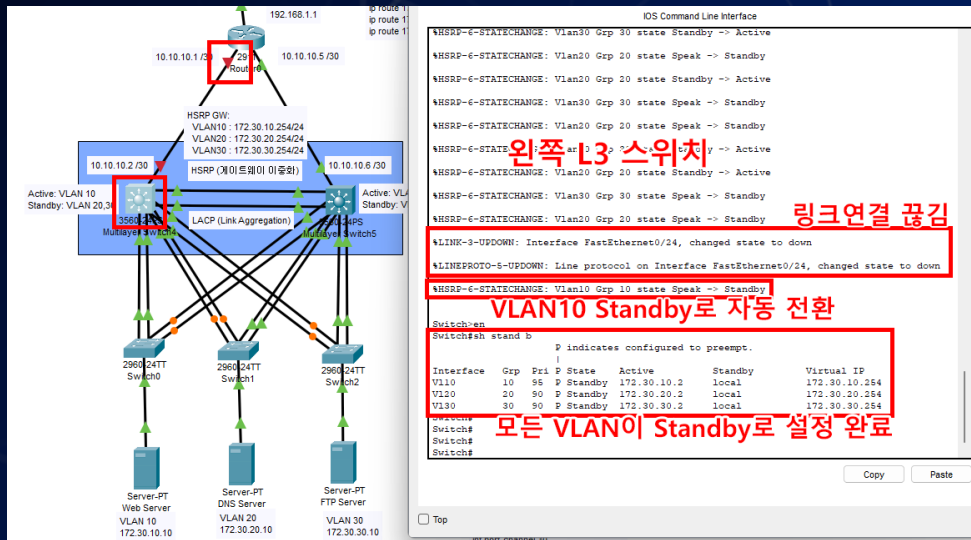 192.168.1.1
ip route 1
ip route 17
ip route 1
10.10.10.1 /30
10.10.10.5 /30
Router0
HSRP GW:
VLAN10 : 172.30.10.254/24
VLAN20 : 172.30.20.254/24
VLAN30 : 172.30.30.254/24
10.10.10.2 /30
HSRP (게이트웨이 이중화)
10.10.10.6 /30
Active: VLAN 10
Standby: VLAN 20,30
LACP (Link Aggregation)
Active: VLA
Standby: V
Multilayer Switch4
Multilayer Switch5
2960-24TT
Switch0
2960-24TT
Switch1
2960-24TT
Switch2
Server-PT
Web Server
VLAN 10
172.30.10.10
Server-PT
DNS Server
VLAN 20
172.30.20.10
Server-PT
FTP Server
VLAN 30
172.30.30.10
IOS Command Line Interface
%HSRP-6-STATECHANGE: Vlan30 Grp 30 state Standby -> Active
%HSRP-6-STATECHANGE: Vlan20 Grp 20 state Speak -> Standby
%HSRP-6-STATECHANGE: Vlan20 Grp 20 state Standby -> Active
%HSRP-6-STATECHANGE: Vlan30 Grp 30 state Speak -> Standby
%HSRP-6-STATECHANGE: Vlan20 Grp 20 state Speak -> Standby
%HSRP-6-STATECHANGE: -> Active
왼쪽 L3 스위치
%HSRP-6-STATECHANGE: Speak -> Standby
%HSRP-6-STATECHANGE: Vlan30 Grp 30 state Speak -> Standby
%HSRP-6-STATECHANGE: Vlan20 Grp 20 state Speak -> Standby
링크연결 끊김
%LINK-3-UPDOWN: Interface FastEthernet0/24, changed state to down
%LINEPROTO-5-UPDOWN: Line protocol on Interface FastEthernet0/24, changed state to down
%HSRP-6-STATECHANGE: Vlan10 Grp 10 state Speak -> Standby
VLAN10 Standby로 자동 전환
Switch>en
Switch#sh stand b
P indicates configured to preempt.
|
Interface Grp Pri P State Active Standby Virtual IP
Vl10 10 95 P Standby 172.30.10.2 local 172.30.10.254
Vl20 20 90 P Standby 172.30.20.2 local 172.30.20.254
Vl30 30 90 P Standby 172.30.30.2 local 172.30.30.254
모든 VLAN이 Standby로 설정 완료
Switch#
Switch#
Switch#
Switch#
Copy
Paste
Top